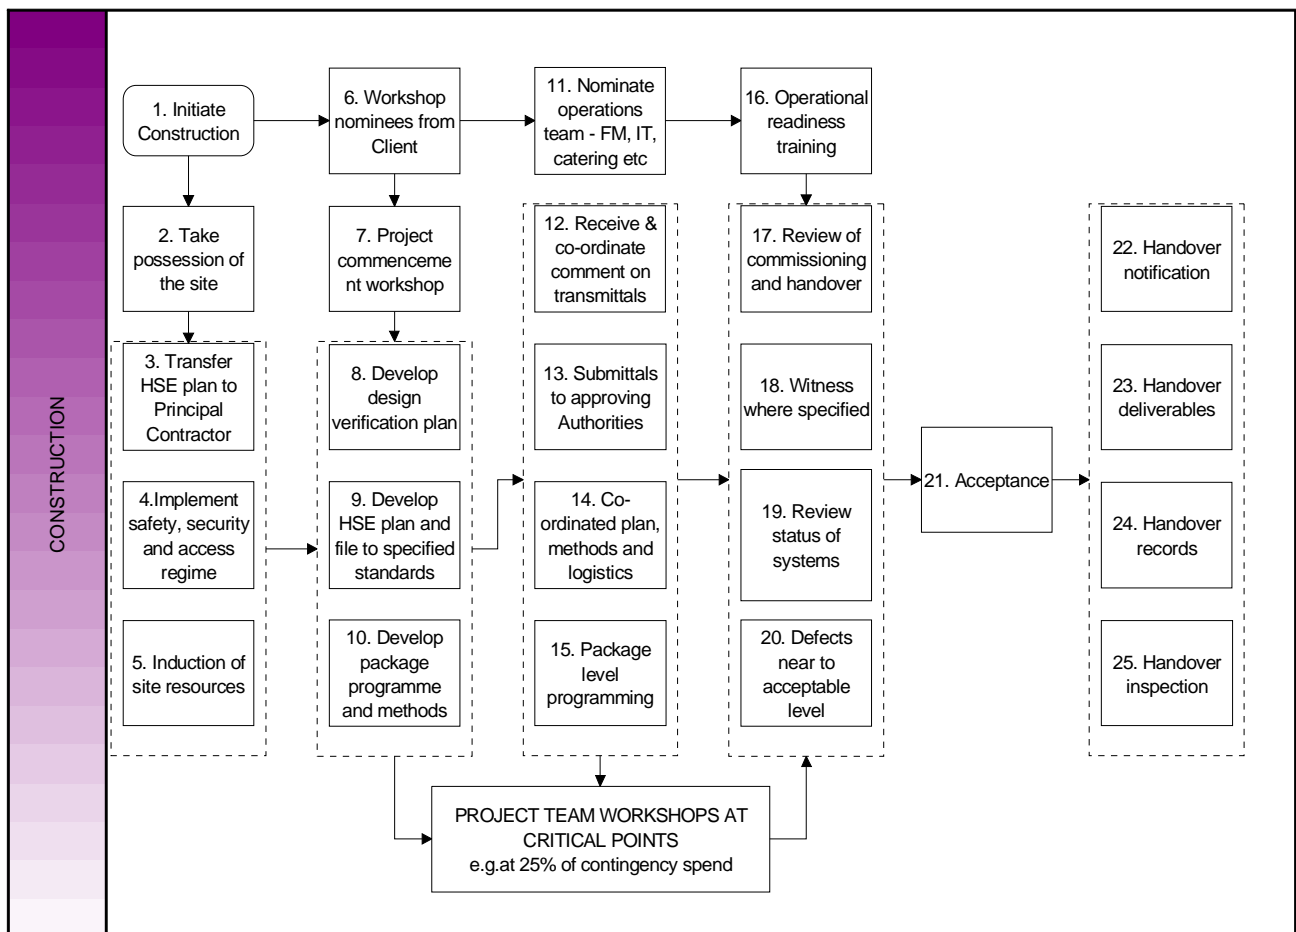 CONSTRUCTION
1. Initiate
Construction
2. Take
possession of
the site
3. Transfer
HSE plan to
Principal
Contractor
4.Implement
safety, security
and access
regime
5. Induction of
site resources
6. Workshop
nominees from
Client
7. Project
commenceme
nt workshop
8. Develop
design
verification plan
9. Develop
HSE plan and
file to specified
standards
10. Develop
package
programme
and methods
11. Nominate
operations
team - FM, IT,
catering etc
12. Receive &
co-ordinate
comment on
transmittals
13. Submittals
to approving
Authorities
14. Co-
ordinated plan,
methods and
logistics
15. Package
level
programming
16. Operational
readiness
training
17. Review of
commissioning
and handover
18. Witness
where specified
19. Review
status of
systems
20. Defects
near to
acceptable
level
21. Acceptance
22. Handover
notification
23. Handover
deliverables
24. Handover
records
25. Handover
inspection
PROJECT TEAM WORKSHOPS AT
CRITICAL POINTS
e.g.at 25% of contingency spend